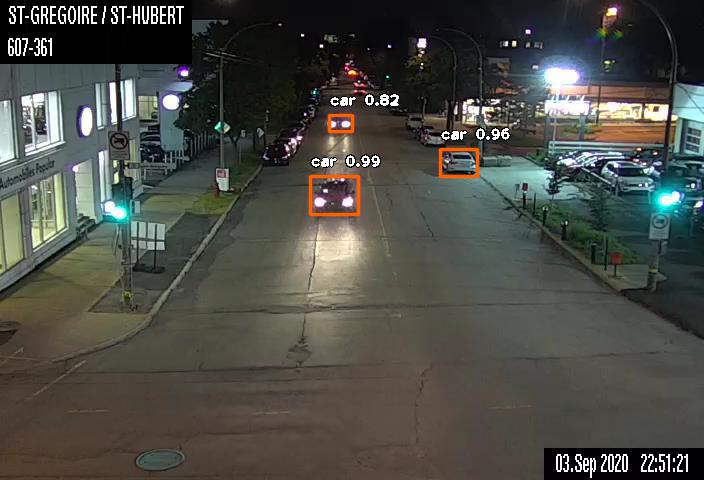 ST-GREGOIRE / ST-HUBERT
607-361
car 0.82
car 0.96
car 0.99
Automobiles Popular
03.Sep 2020 22:51:21